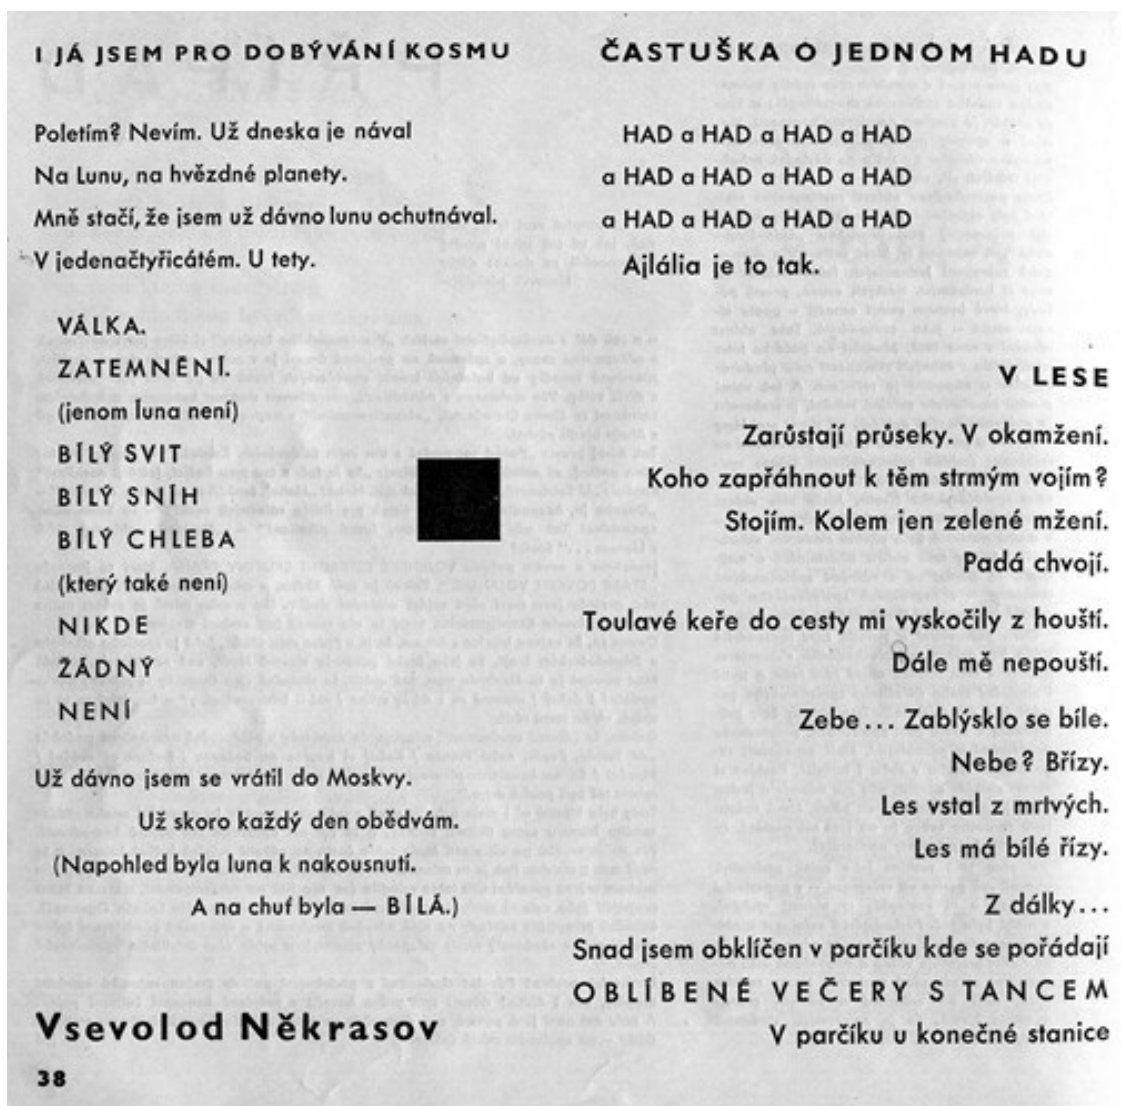 I JÁ JSEM PRO DOBÝVÁNÍ KOSMU
Poletím? Nevím. Už dneska je nával
Na Lunu, na hvězdné planety.
Mně stačí, že jsem už dávno lunu ochutnával.
V jedenačtyřicátém. U tety.
VÁLKA.
ZATEMNĚNÍ.
(jenom luna není)
BÍLÝ SVIT
BÍLÝ SNÍH
BÍLÝ CHLEBA
(který také není)
NIKDE
ŽÁDNÝ
NENÍ
Už dávno jsem se vrátil do Moskvy.
Už skoro každý den obědvám.
(Napohled byla luna k nakousnutí.
A na chuť byla — BÍLÁ.)
Vsevolod Někrasov
38
ČASTUŠKA O JEDNOM HADU
HAD a HAD a HAD a HAD
a HAD a HAD a HAD a HAD
a HAD a HAD a HAD a HAD
Ajlália je to tak.
V LESE
Zarůstají průseky. V okamžení.
Koho zapřáhnout k těm strmým vojím?
Stojím. Kolem jen zelené mžení.
Padá chvojí.
Toulavé keře do cesty mi vyskočily z houští.
Dále mě nepouští.
Zebe... Zablýsklo se bíle.
Nebe? Břízy.
Les vstal z mrtvých.
Les má bílé řízy.
Z dálky...
Snad jsem obklíčen v parčíku kde se pořádají
OBLÍBENÉ VEČERY S TANCEM
V parčíku u konečné stanice